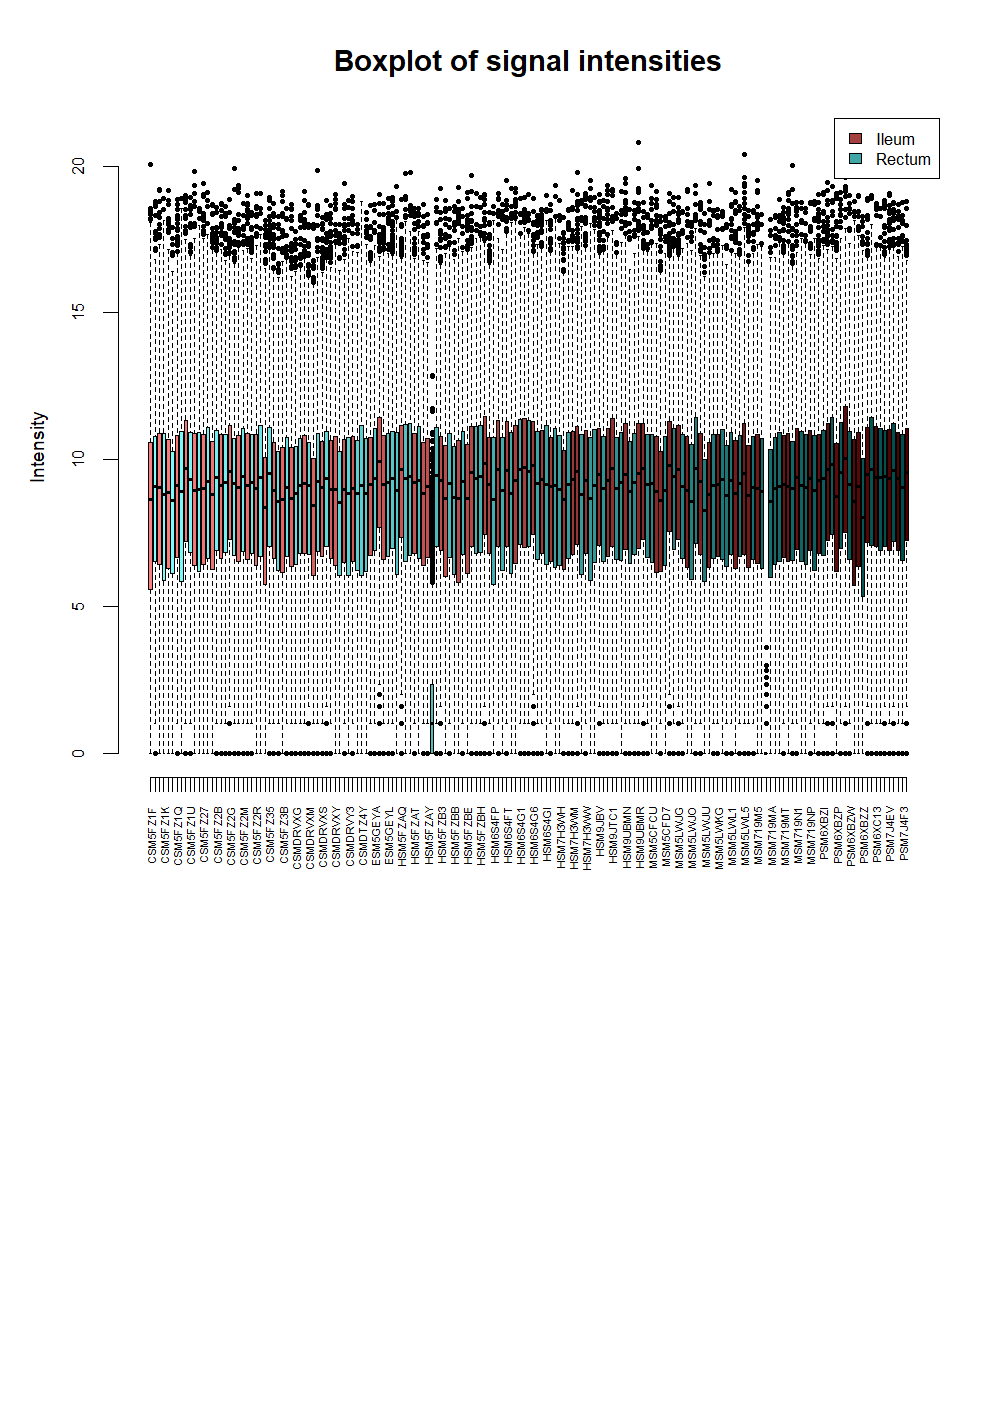 Boxplot of signal intensities
Ileum
Rectum
Intensity
20
15
10
5
0
CSM5FZ1F
CSM5FZ1K
CSM5FZ1Q
CSM5FZ1U
CSM5FZ27
CSM5FZ2B
CSM5FZ2G
CSM5FZ2M
CSM5FZ2R
CSM5FZ35
CSM5FZ3B
CSMDRVXG
CSMDRVXM
CSMDRVXS
CSMDRVXY
CSMDRVY3
CSMDTZ4Y
ESM5GEYA
ESM5GEYL
HSM5FZAQ
HSM5FZAT
HSM5FZAY
HSM5FZB3
HSM5FZBB
HSM5FZBE
HSM5FZBH
HSM6S4FP
HSM6S4FT
HSM6S4G1
HSM6S4G6
HSM6S4GI
HSM7H3WH
HSM7H3WM
HSM7H3WW
HSM9JBV
HSM9JTC1
HSM9UBMN
HSM9UBMR
MSM5CFCU
MSM5CFD7
MSM5LWJG
MSM5LWJO
MSM5LWJU
MSM5LWKG
MSM5LWL1
MSM5LWL5
MSM719M5
MSM719MA
MSM719MT
MSM719N1
MSM719NP
PSM6XBZI
PSM6XBZP
PSM6XBZW
PSM6XBZZ
PSM6XC13
PSM7J4EV
PSM7J4F3